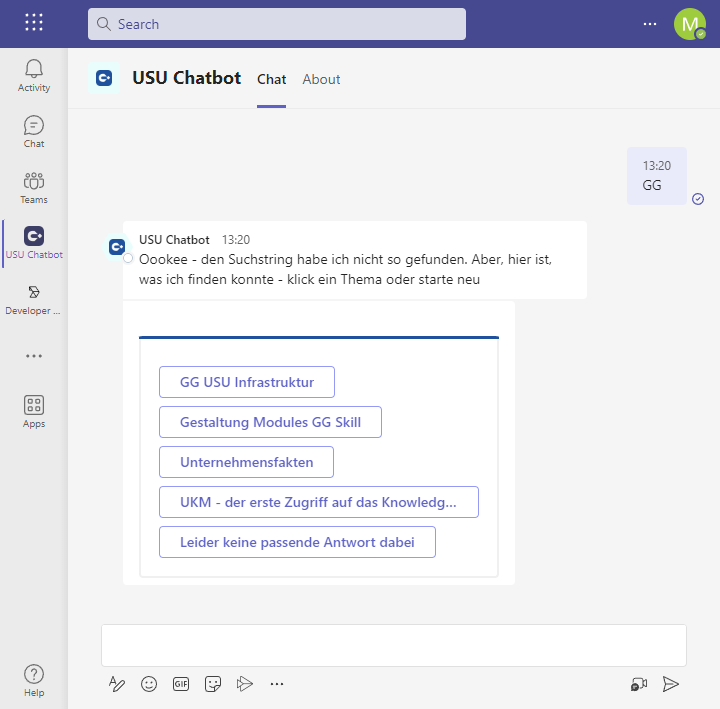 Search
M
Activity
Chat
Teams
USU Chatbot
Developer ...
Apps
Help
USU Chatbot Chat About
13:20
GG
USU Chatbot 13:20
Oookee - den Suchstring habe ich nicht so gefunden. Aber, hier ist,
was ich finden konnte - klick ein Thema oder starte neu
GG USU Infrastruktur
Gestaltung Modules GG Skill
Unternehmensfakten
UKM - der erste Zugriff auf das Knowledg...
Leider keine passende Antwort dabei
GIF